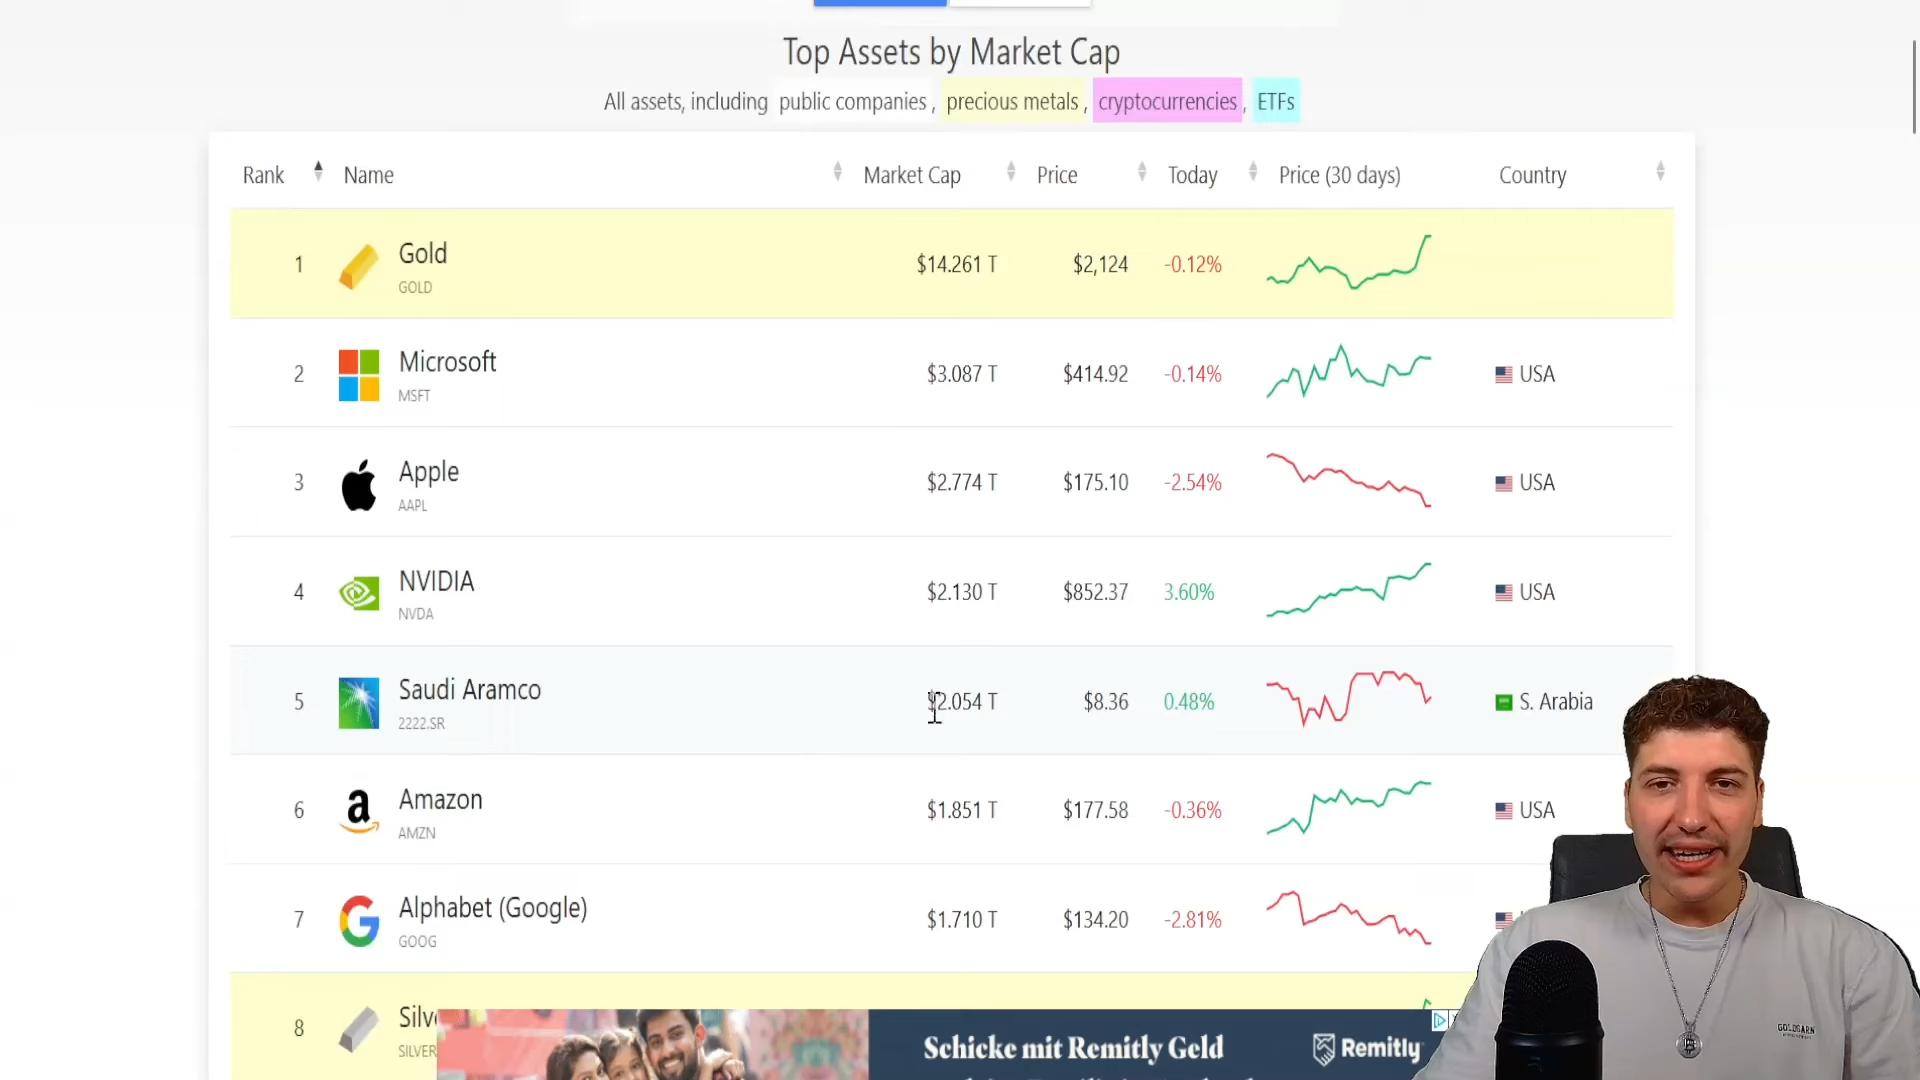 Top Assets by Market Cap
All assets, including public companies, precious metals, cryptocurrencies, ETFs
Rank Name Market Cap Price Today Price (30 days) Country
1 Gold $14.261 T $2,124 -0.12%
GOLD
2 Microsoft $3.087 T $414.92 -0.14% USA
MSFT
3 Apple $2.774 T $175.10 -2.54% USA
AAPL
4 NVIDIA $2.130 T $852.37 3.60% USA
NVDA
5 Saudi Aramco $2.054 T $8.36 0.48% S. Arabia
2222.SR
6 Amazon $1.851 T $177.58 -0.36% USA
AMZN
7 Alphabet (Google) $1.710 T $134.20 -2.81%
GOOG
8
SILVER
Schicke mit Remitly Geld
Remitly